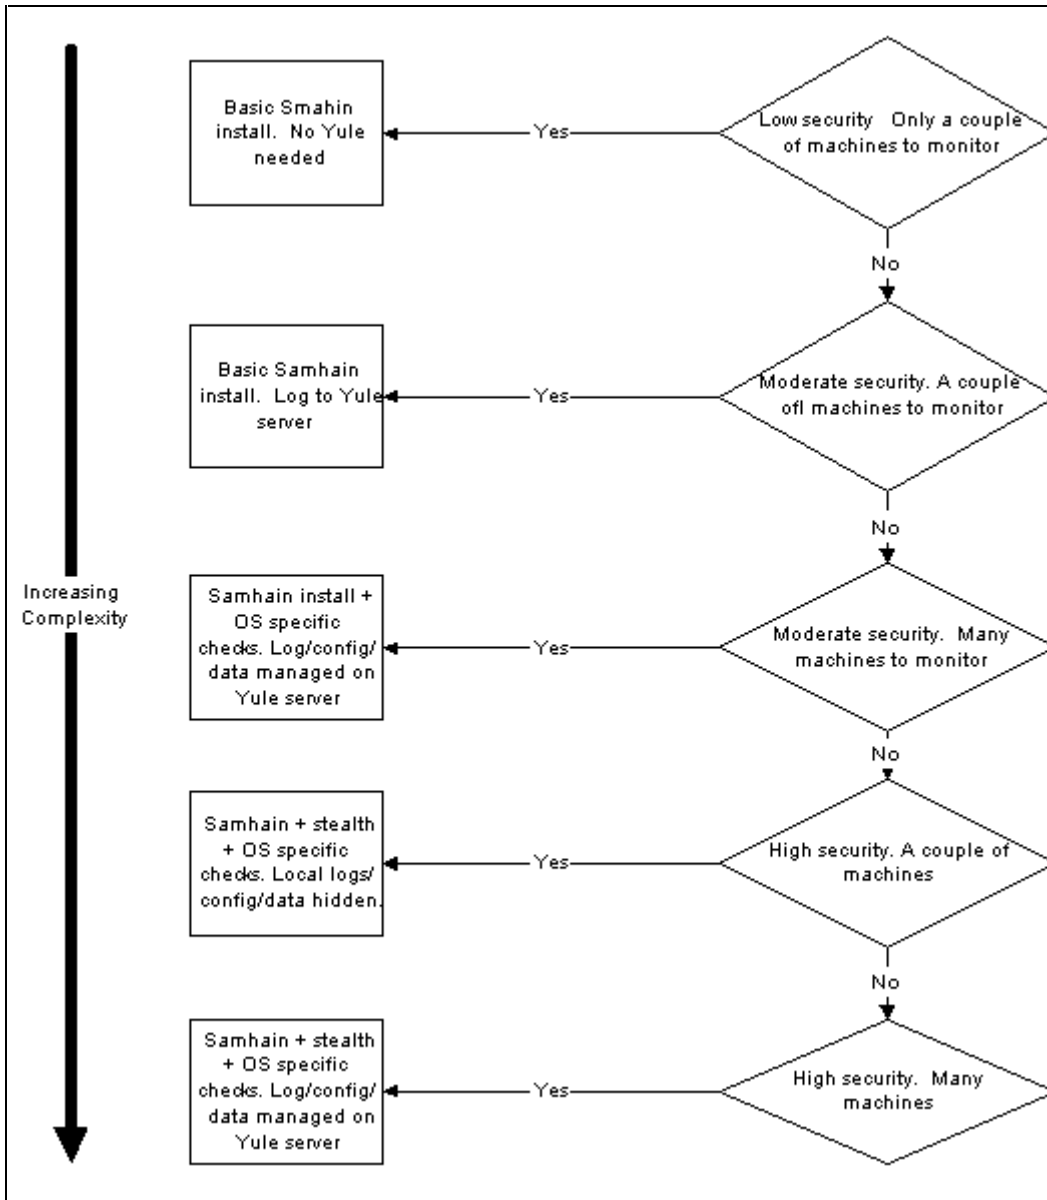 Basic Smahin
install. No Yule
needed
Yes
Low security Only a couple
of machines to monitor
No
Basic Samhain
install. Log to Yule
server
Yes
Moderate security. A couple
ofl machines to monitor
No
Increasing
Complexity
Samhain install +
OS specific
checks. Log/config/
data managed on
Yule server
Yes
Moderate security. Many
machines to monitor
No
Samhain + stealth
+ OS specific
checks. Local logs/
config/data hidden.
Yes
High security. A couple of
machines
No
Samhain + stealth
+ OS specific
checks. Log/config/
data managed on
Yule server
Yes
High security. Many
machines